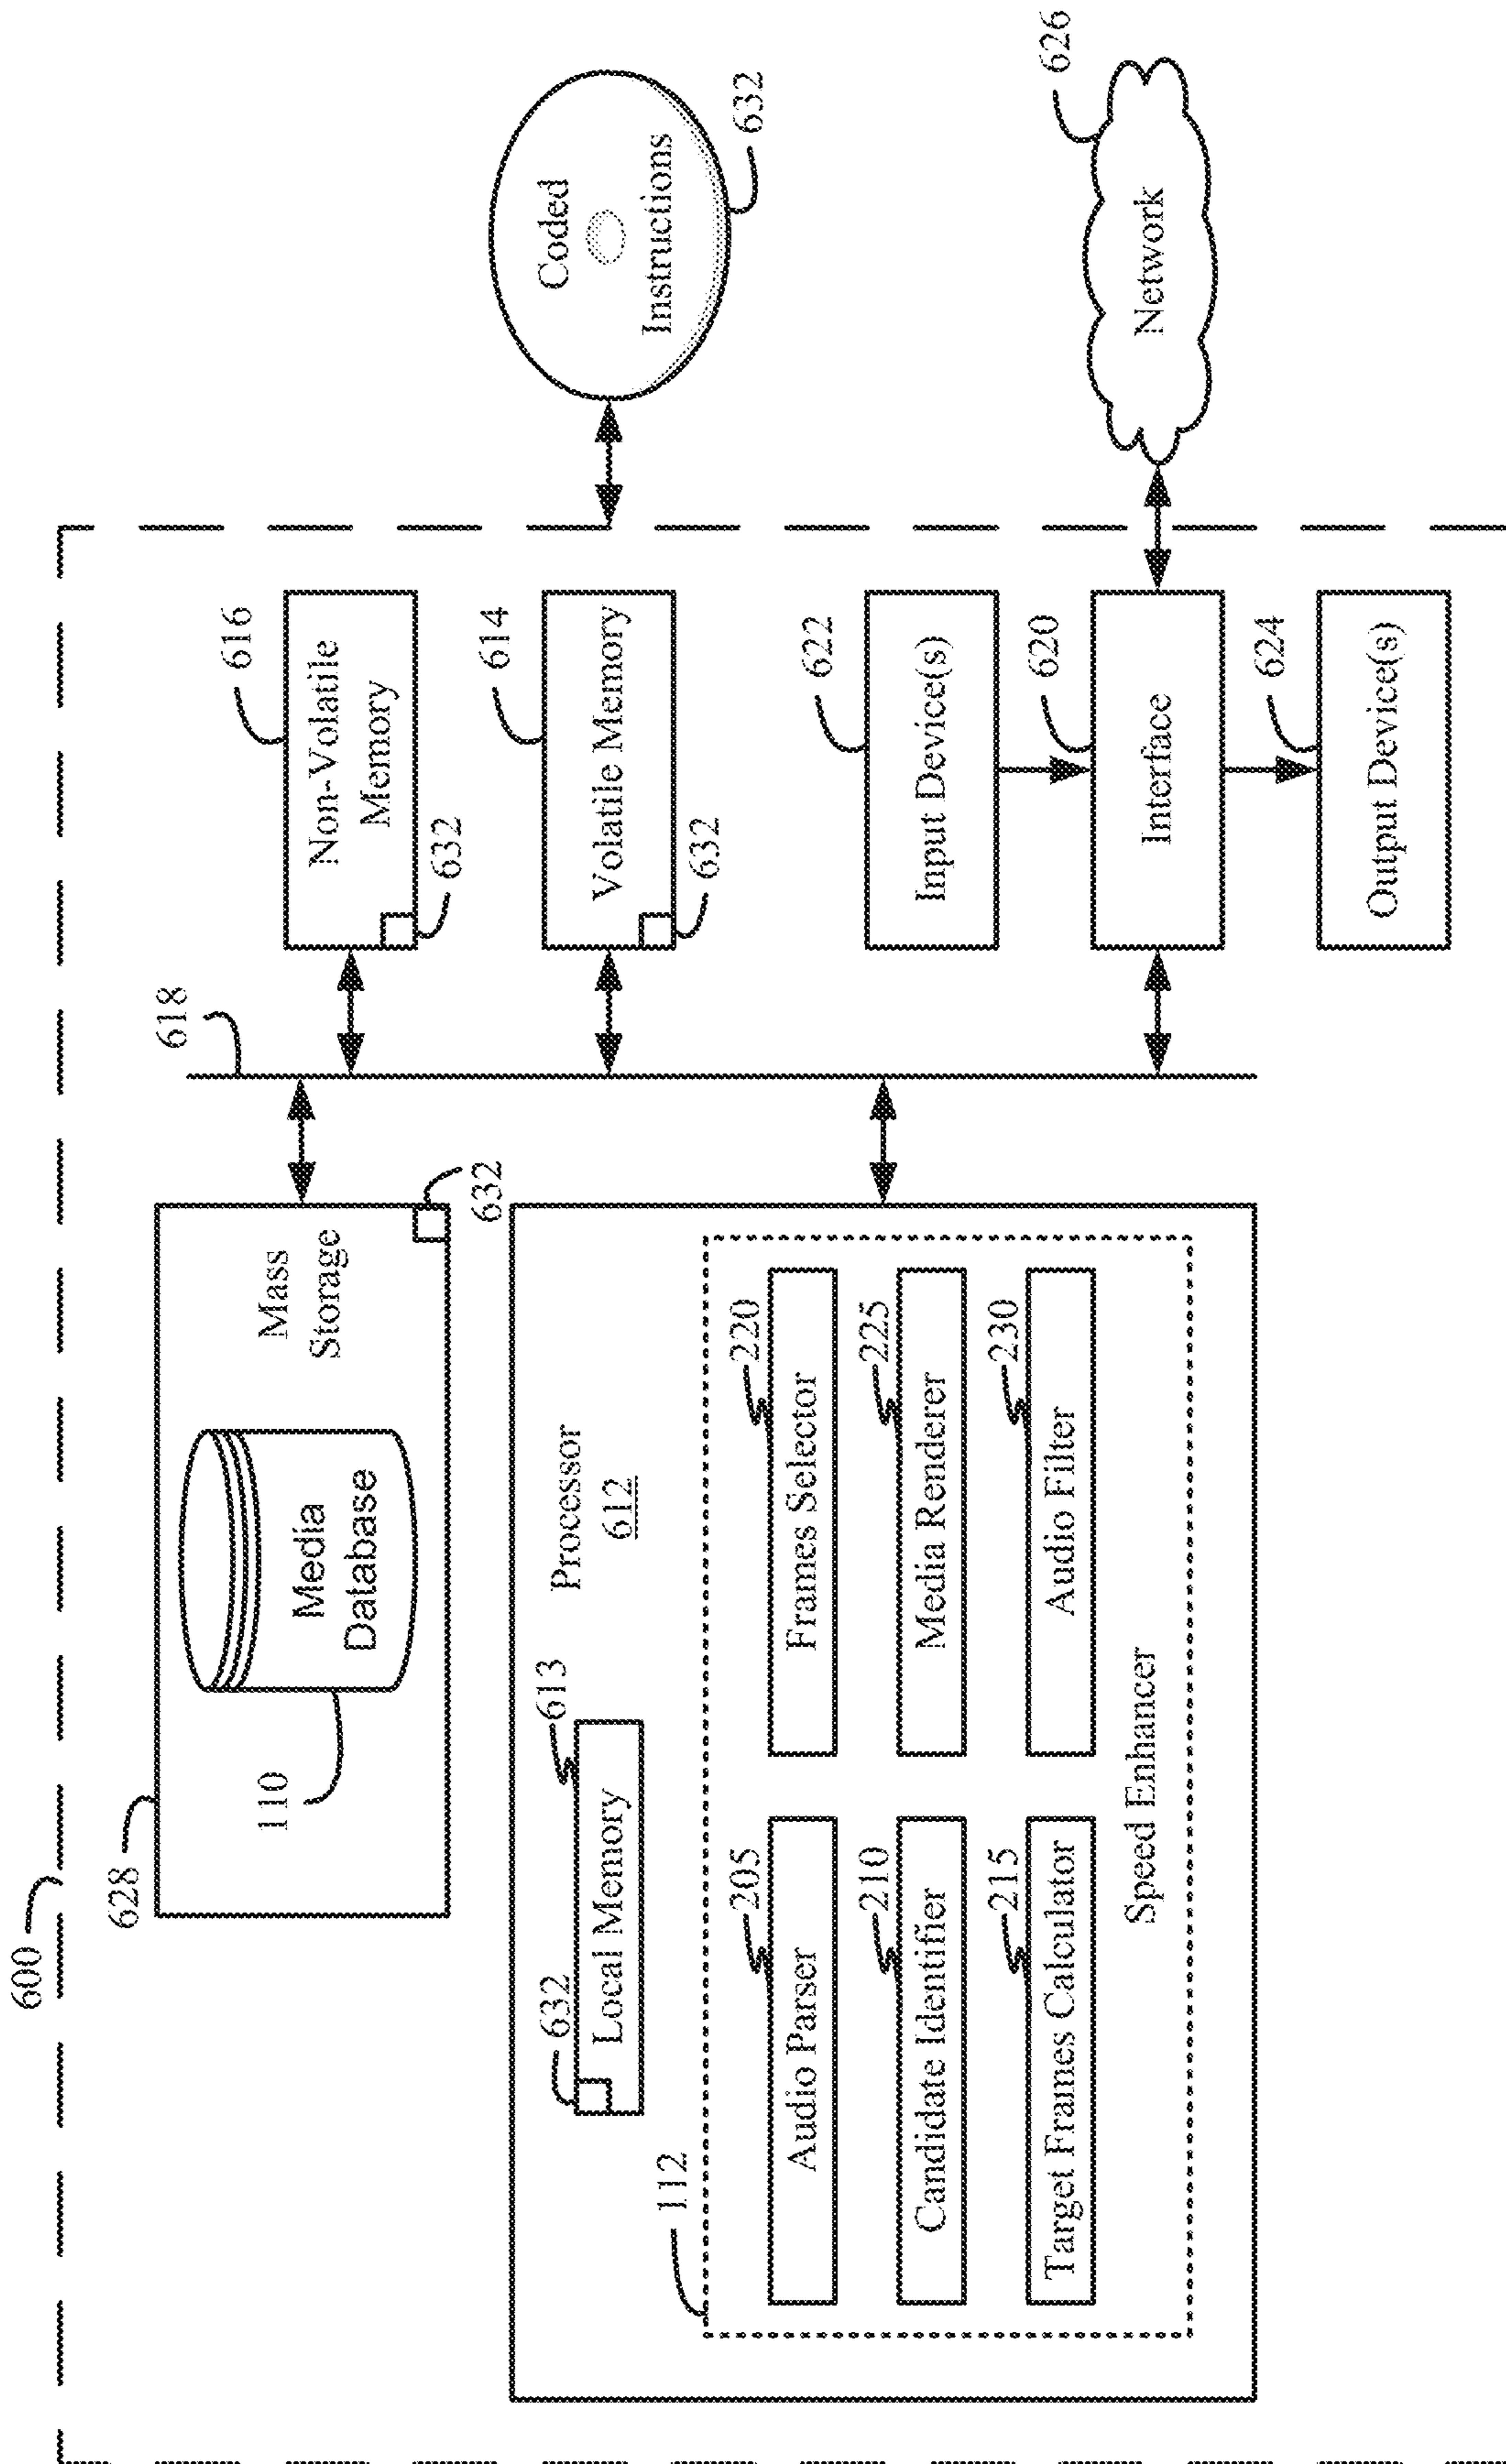 600
628
110
Media
Database
Mass
Storage
632
618
616
Non-Volatile
Memory
632
614
Volatile Memory
632
Coded
Instructions
632
Processor
612
632
613
Local Memory
112
205
Audio Parser
220
Frames Selector
210
Candidate Identifier
225
Media Renderer
215
Target Frames Calculator
230
Audio Filter
Speed Enhancer
622
Input Device(s)
620
Interface
624
Output Device(s)
626
Network